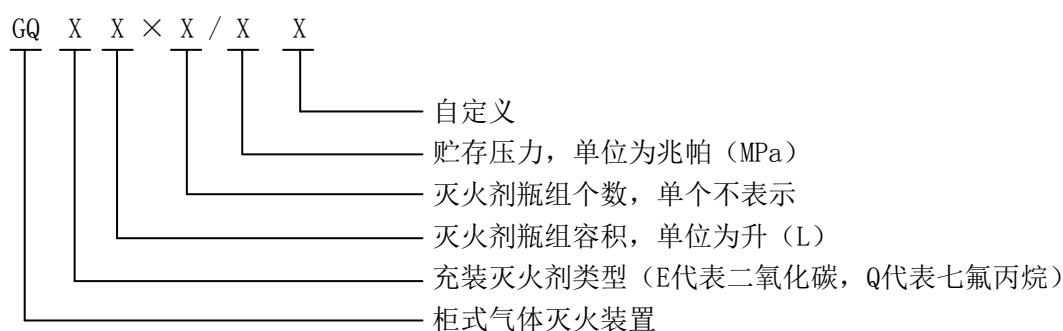 GQ X X × X / X X
自定义
贮存压力，单位为兆帕（MPa）
灭火剂瓶组个数，单个不表示
灭火剂瓶组容积，单位为升（L）
充装灭火剂类型（E代表二氧化碳，Q代表七氟丙烷）
柜式气体灭火装置